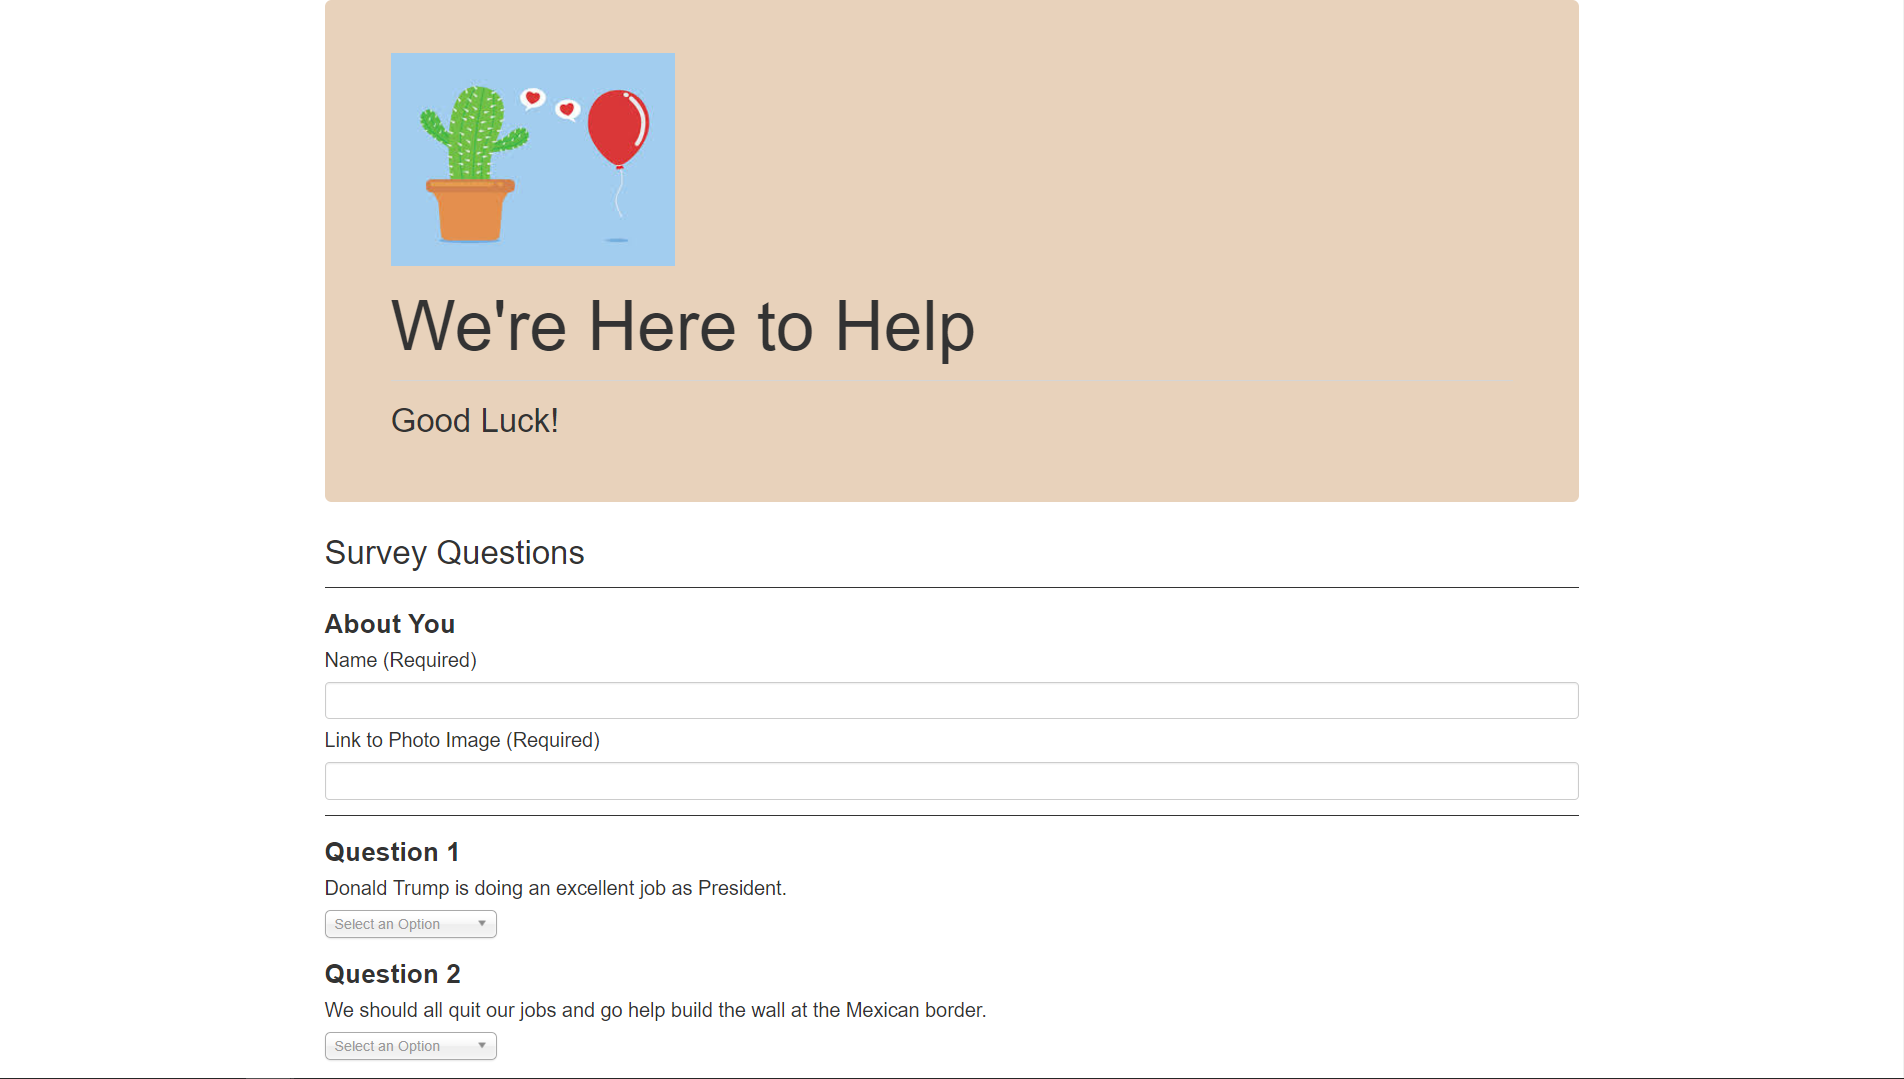 We're Here to Help
Good Luck!
Survey Questions
About You
Name (Required)
Link to Photo Image (Required)
Question 1
Donald Trump is doing an excellent job as President.
Select an Option
Question 2
We should all quit our jobs and go help build the wall at the Mexican border.
Select an Option